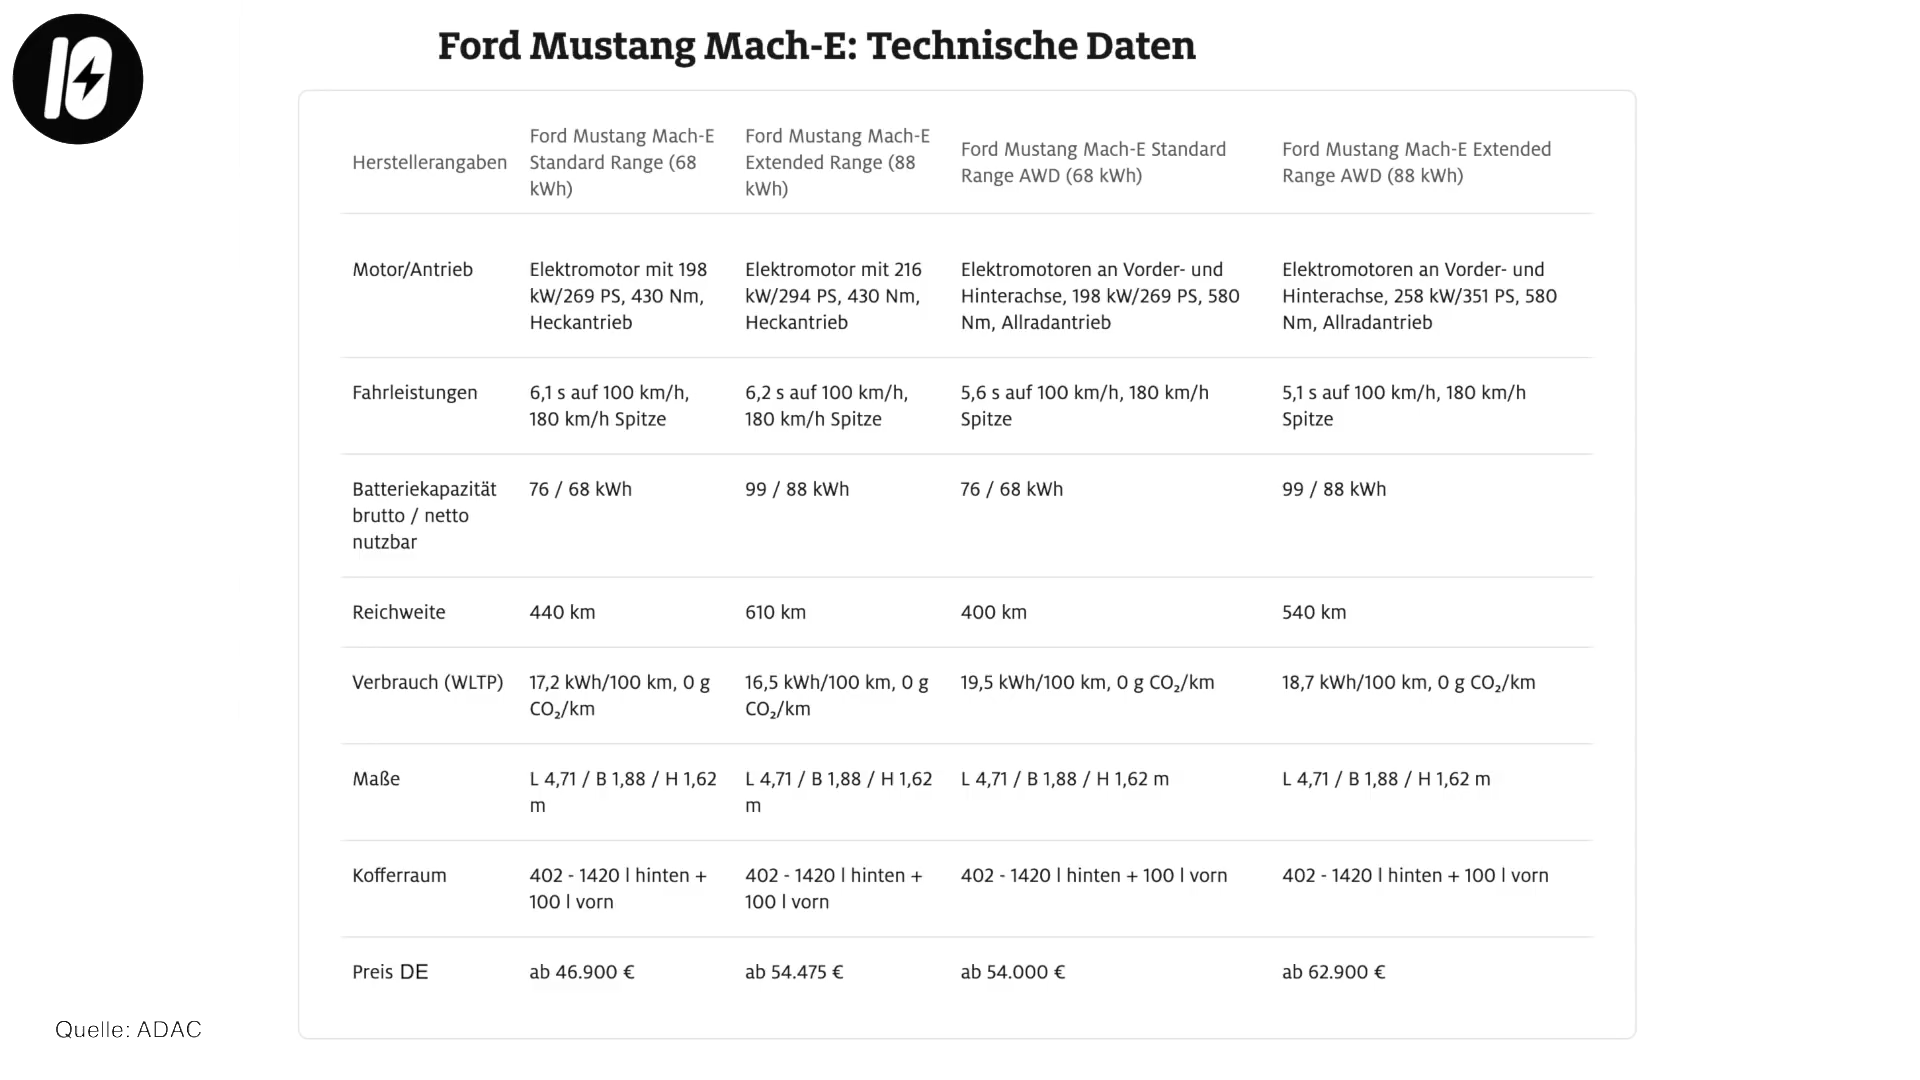 Ford Mustang Mach-E: Technische Daten
Herstellerangaben
Ford Mustang Mach-E
Standard Range (68
kWh)
Ford Mustang Mach-E
Extended Range (88
kWh)
Ford Mustang Mach-E Standard
Range AWD (68 kWh)
Ford Mustang Mach-E Extended
Range AWD (88 kWh)
Motor/Antrieb
Elektromotor mit 198
kW/269 PS, 430 Nm,
Heckantrieb
Elektromotor mit 216
kW/294 PS, 430 Nm,
Heckantrieb
Elektromotoren an Vorder- und
Hinterachse, 198 kW/269 PS, 580
Nm, Allradantrieb
Elektromotoren an Vorder- und
Hinterachse, 258 kW/351 PS, 580
Nm, Allradantrieb
Fahrleistungen
6,1 s auf 100 km/h,
180 km/h Spitze
6,2 s auf 100 km/h,
180 km/h Spitze
5,6 s auf 100 km/h, 180 km/h
Spitze
5,1 s auf 100 km/h, 180 km/h
Spitze
Batteriekapazität
brutto / netto
nutzbar
76 / 68 kWh
99 / 88 kWh
76 / 68 kWh
99 / 88 kWh
Reichweite
440 km
610 km
400 km
540 km
Verbrauch (WLTP)
17,2 kWh/100 km, 0 g
CO₂/km
16,5 kWh/100 km, 0 g
CO₂/km
19,5 kWh/100 km, 0 g CO₂/km
18,7 kWh/100 km, 0 g CO₂/km
Maße
L 4,71 / B 1,88 / H 1,62
m
L 4,71 / B 1,88 / H 1,62
m
L 4,71 / B 1,88 / H 1,62 m
L 4,71 / B 1,88 / H 1,62 m
Kofferraum
402 - 1420 l hinten +
100 l vorn
402 - 1420 l hinten +
100 l vorn
402 - 1420 l hinten + 100 l vorn
402 - 1420 l hinten + 100 l vorn
Preis DE
ab 46.900 €
ab 54.475 €
ab 54.000 €
ab 62.900 €
Quelle: ADAC